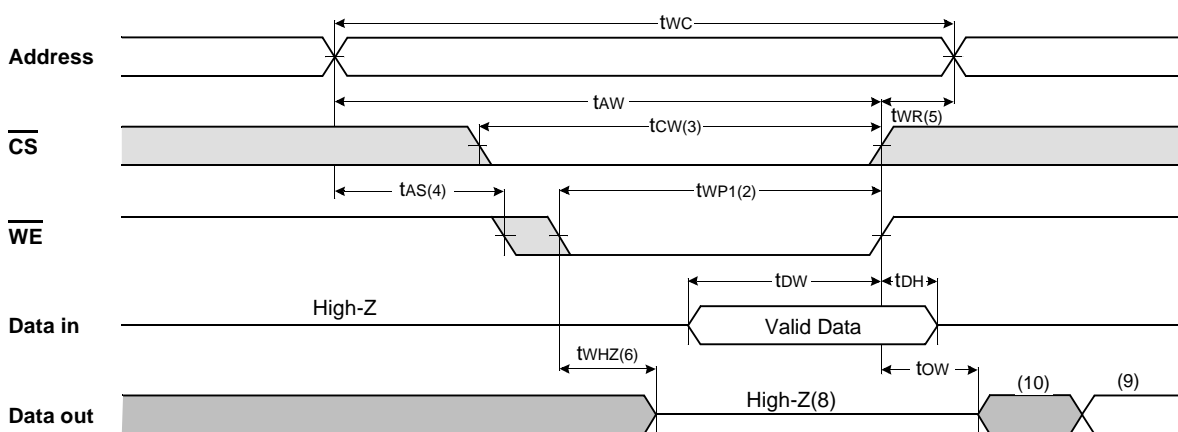 tWC
Address
tAW
tWR(5)
tCW(3)
CS
tAS(4)
tWP1(2)
WE
tDW
tDH
High-Z
Data in
Valid Data
tWHZ(6)
tOW
High-Z(8)
(10)
(9)
Data out